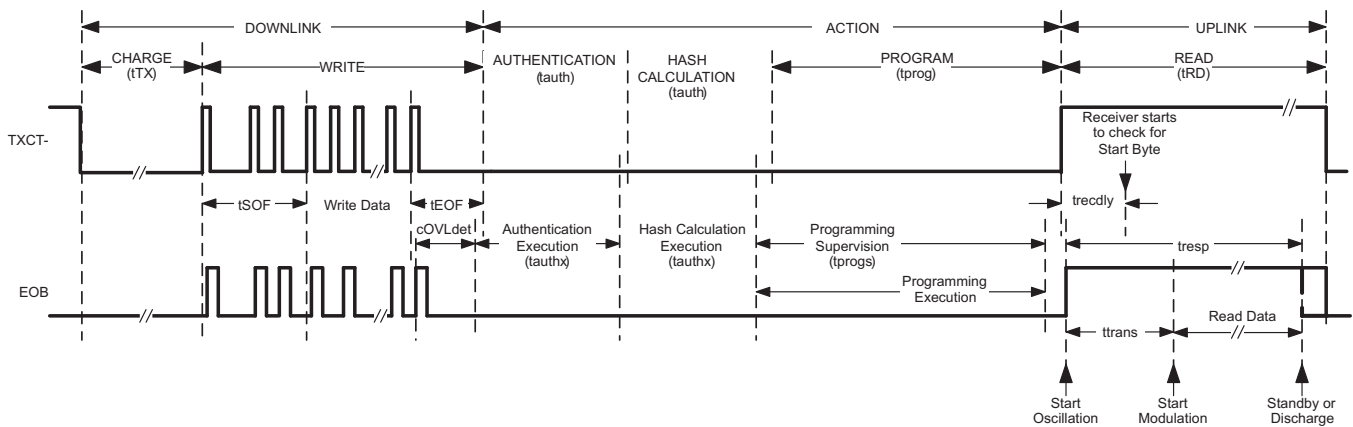 DOWNLINK ACTION UPLINK
CHARGE
(tTX)
WRITE
AUTHENTICATION
(tauth)
HASH
CALCULATION
(tauth)
PROGRAM
(tprog)
READ
(tRD)
TXCT-
Receiver starts
to check for
Start Byte
tSOF Write Data tEOF
trecdly
cOVLdet
Authentication
Execution
(tauthx)
Hash Calculation
Execution
(tauthx)
Programming
Supervision
(tprogs)
tresp
EOB
Programming
Execution
ttrans
Read Data
Start
Oscillation
Start
Modulation
Standby or
Discharge